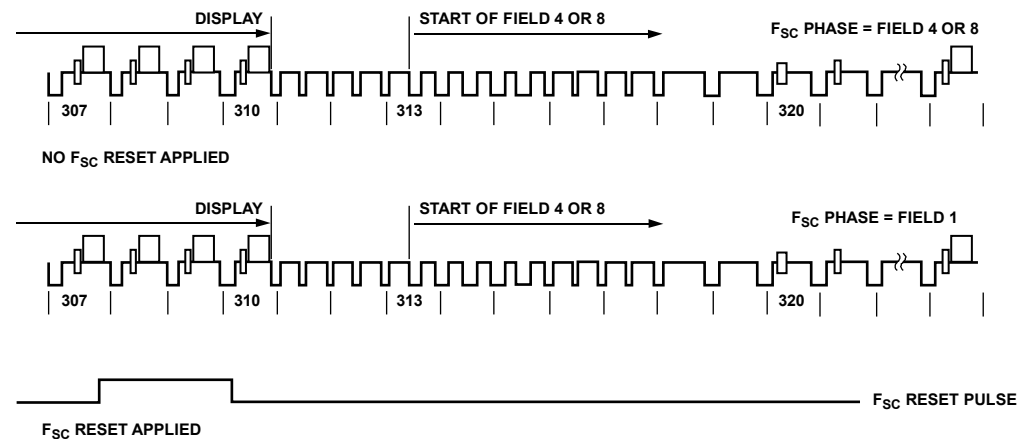 DISPLAY
START OF FIELD 4 OR 8
FSC PHASE = FIELD 4 OR 8
307 310 313 320
NO FSC RESET APPLIED
DISPLAY
START OF FIELD 4 OR 8
FSC PHASE = FIELD 1
307 310 313 320
FSC RESET PULSE
FSC RESET APPLIED